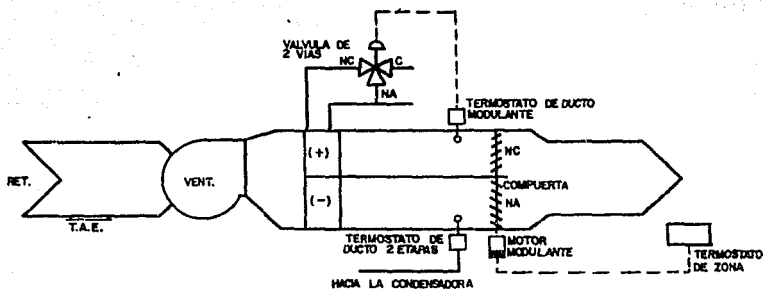 VALVULA DE
2 VIAS
NC
C
NA
TERMOSTATO DE DUCTO
MODULANTE
(+)
NC
RET.
VENT.
COMPUERTA
(-)
NA
T.A.E.
TERMOSTATO DE
DUCTO 2 ETAPAS
MOTOR
MODULANTE
TERMOSTATO
DE ZONA
HACIA LA CONDENSADORA